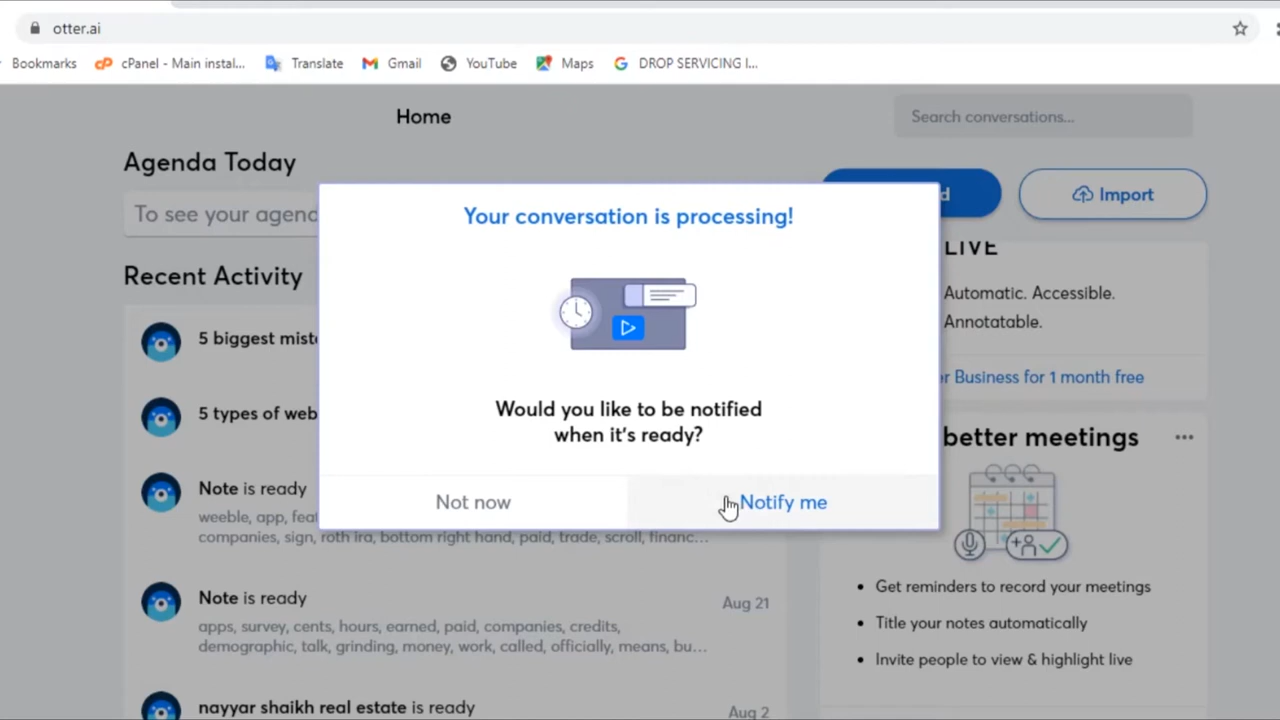 otter.ai
Bookmarks cPanel - Main instal... Translate Gmail YouTube Maps DROP SERVICING I...
Home
Search conversations...
Agenda Today
To see your agend
d
Import
Your conversation is processing!
LIVE
Recent Activity
Automatic. Accessible.
Annotatable.
5 biggest mist
r Business for 1 month free
Would you like to be notified
when it's ready?
5 types of web
better meetings
Note is ready
Not now
Notify me
weeble, app, feat
companies, sign, roth ira, bottom right hand, paid, trade, scroll, financ...
Get reminders to record your meetings
Note is ready
Aug 21
apps, survey, cents, hours, earned, paid, companies, credits,
demographic, talk, grinding, money, work, called, officially, means, bu...
Title your notes automatically
Invite people to view & highlight live
nayyar shaikh real estate is ready
Aug 2